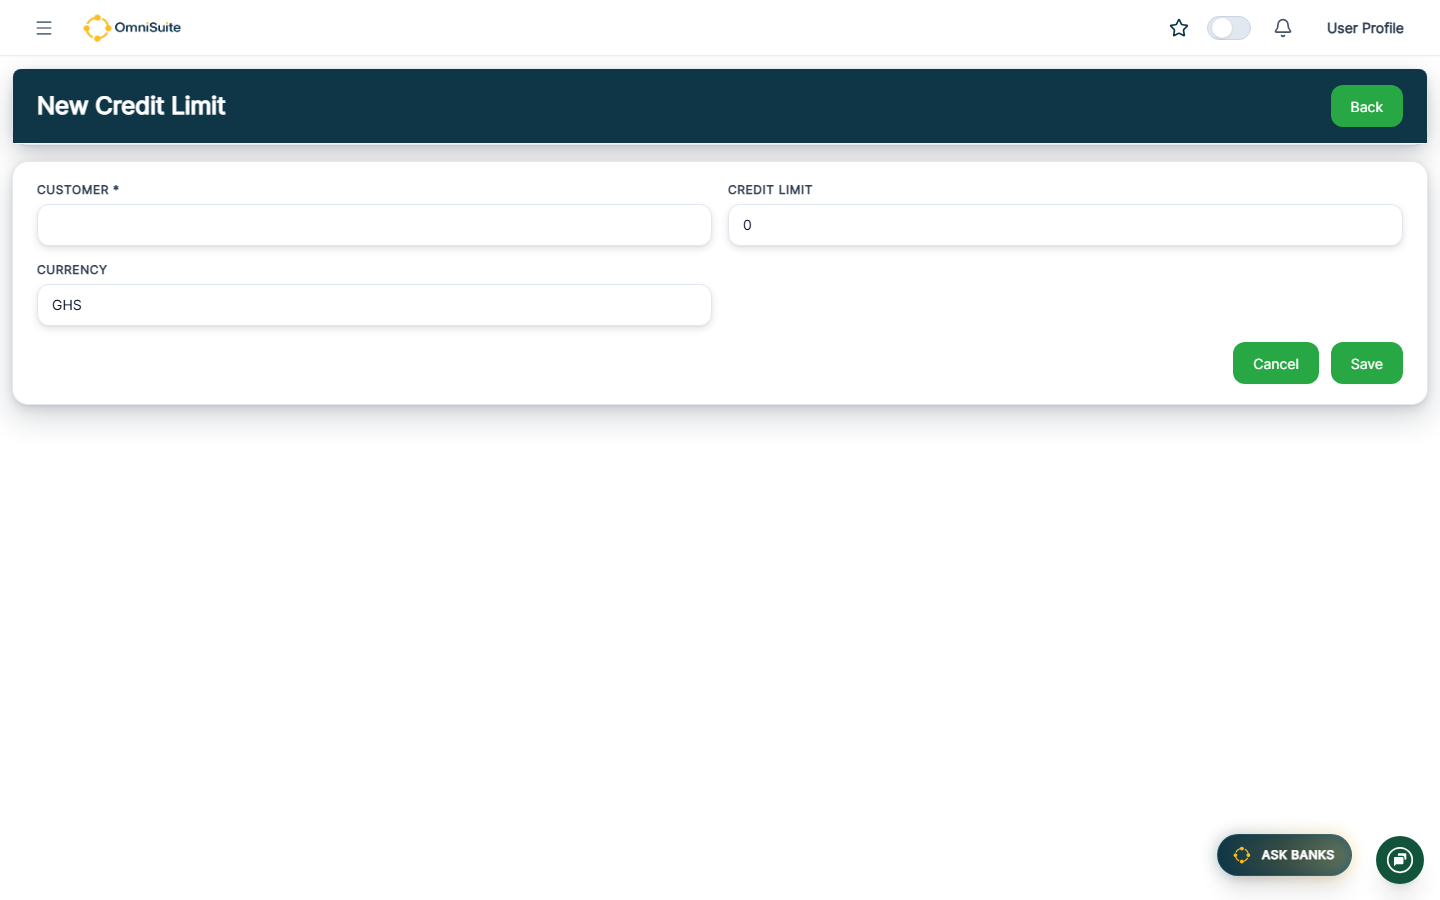 OmniSuite
User Profile
New Credit Limit
Back
CUSTOMER *
CREDIT LIMIT
0
CURRENCY
GHS
Cancel
Save
ASK BANKS